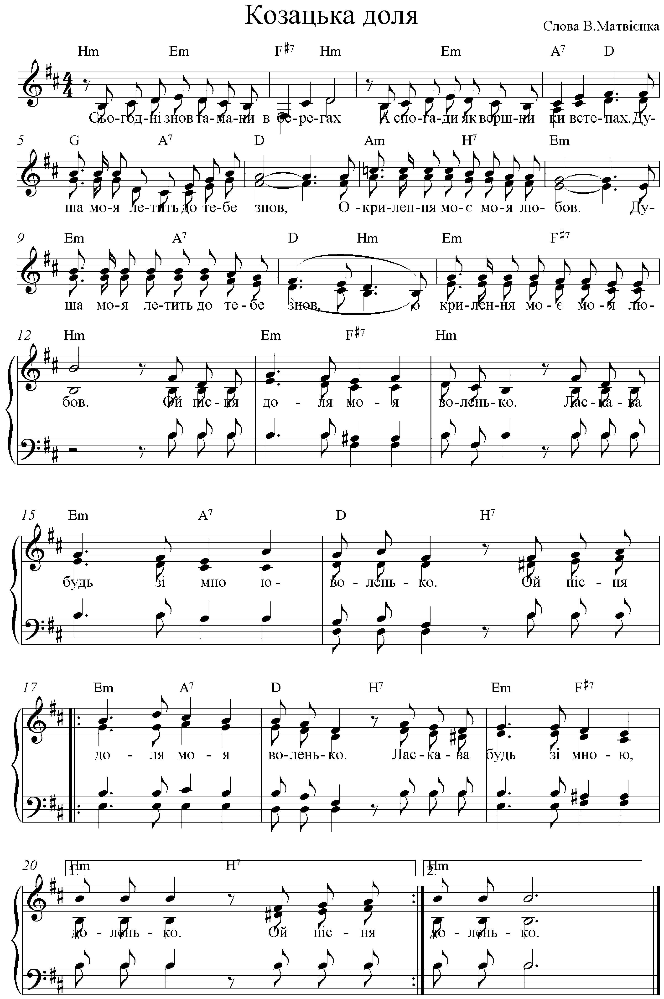 Козацька доля
Слова В.Матвієнка
Hm Em F♯7 Hm Em A7 D
Сьо-год-ні знов та-ма-ни в бе-ре-гах А спо-га-ди як верш-ни ки всте-пах. Ду-
5 G A7 D Am H7 Em
ша мо-я ле-тить до те-бе знов, О-кри-лен-ня мо-є мо-я лю-бов. Ду-
9 Em A7 D Hm Em F♯7
ша мо-я ле-тить до те-бе знов, о кри-лен-ня мо-є мо-я лю-
12 Hm Em F♯7 Hm
бов. Ой піс-ня до-ля мо-я во-лень-ко. Лас-ка-ва
15 Em A7 D H7
будь зі мно ю- во-лень-ко. Ой піс-ня
17 Em A7 D H7 Em F♯7
до-ля мо-я во-лень-ко. Лас-ка-ва будь зі мно-ю,
20 Hm H7 Hm
1. 2.
до-лень-ко. Ой піс-ня до-лень-ко.